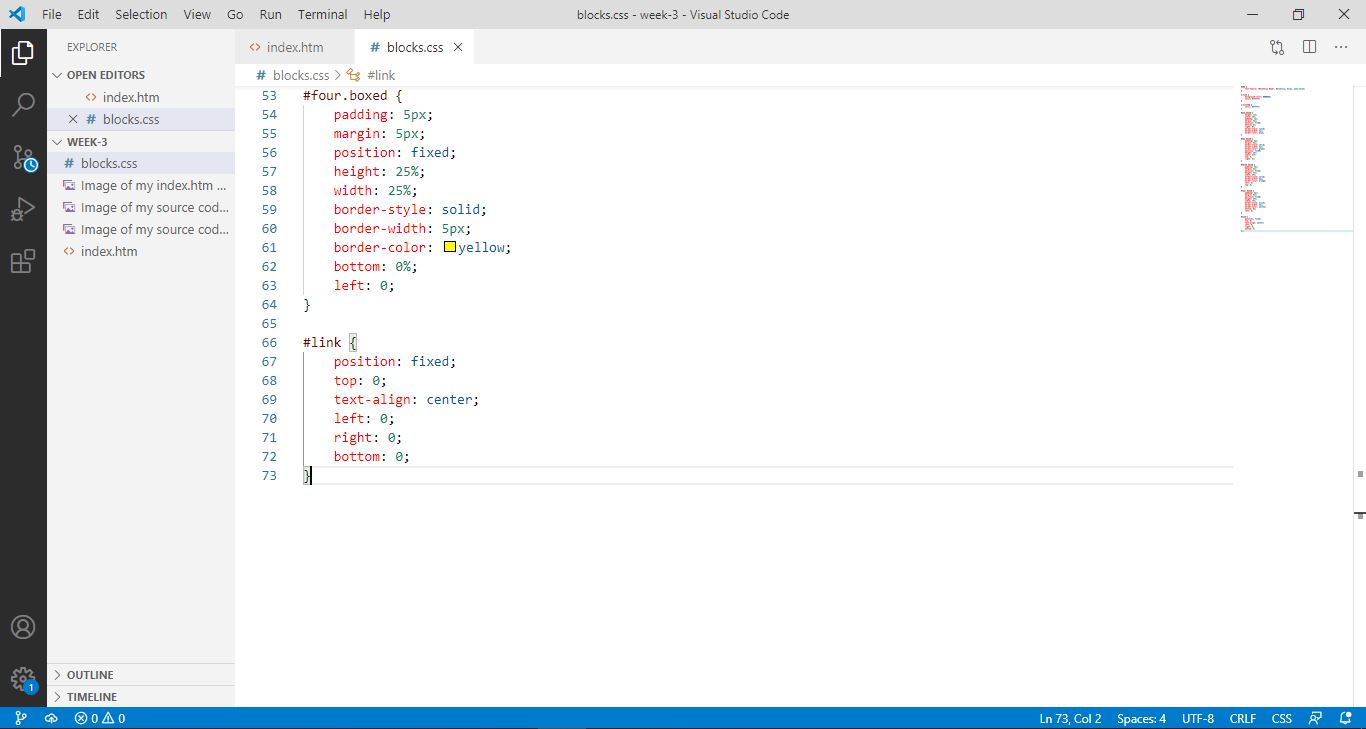 File Edit Selection View Go Run Terminal Help blocks.css - week-3 - Visual Studio Code
EXPLORER
OPEN EDITORS
<> index.htm
# blocks.css
WEEK-3
# blocks.css
Image of my index.htm ...
Image of my source cod...
Image of my source cod...
<> index.htm
OUTLINE
TIMELINE
<> index.htm # blocks.css
# blocks.css > #link
53 #four.boxed {
54 padding: 5px;
55 margin: 5px;
56 position: fixed;
57 height: 25%;
58 width: 25%;
59 border-style: solid;
60 border-width: 5px;
61 border-color: yellow;
62 bottom: 0%;
63 left: 0;
64 }
65
66 #link {
67 position: fixed;
68 top: 0;
69 text-align: center;
70 left: 0;
71 right: 0;
72 bottom: 0;
73 }
1
0 0 Ln 73, Col 2 Spaces: 4 UTF-8 CRLF CSS